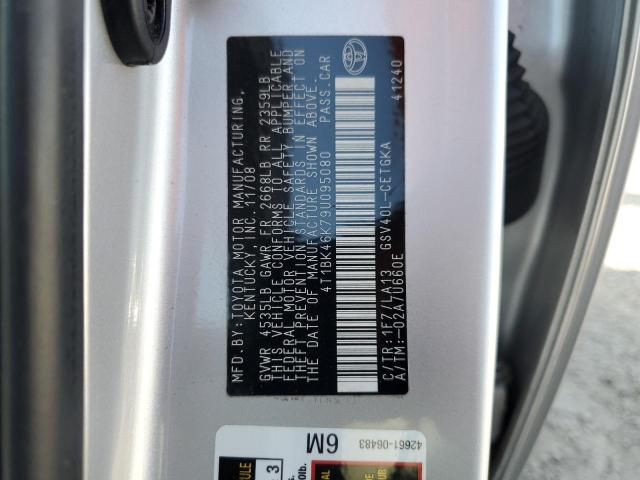 MFD.BY:TOYOTA MOTOR MANUFACTURING,
KENTUCKY, INC. 11/08
GVWR 4535LB GAWR FR 2668LB RR 2359LB
THIS VEHICLE CONFORMS TO ALL APPLICABLE
FEDERAL MOTOR VEHICLE SAFETY, BUMPER AND
THEFT PREVENTION STANDARDS IN EFFECT ON
THE DATE OF MANUFACTURE SHOWN ABOVE.
4T1BK46K79U095080 PASS.CAR
C/TR:1F7/LA13 GSV40L-CETGKA
A/TM:-02A/U660E 41240
TOYOTA
6M
42661-06483